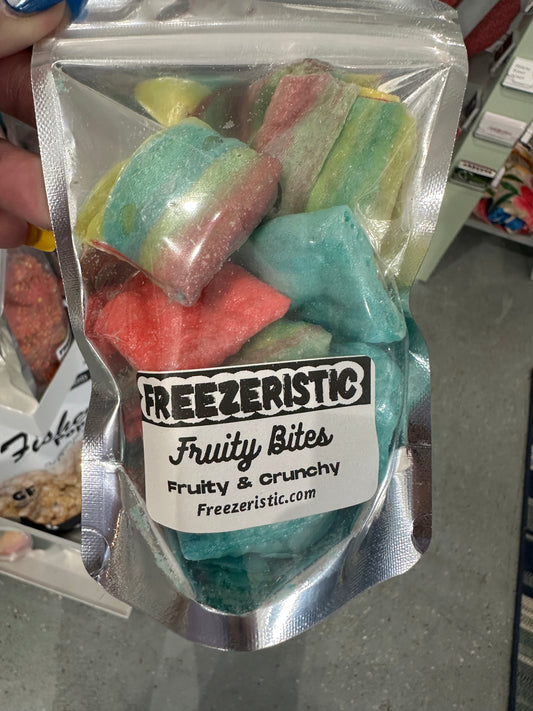 FREEZERISTIC
Fruity Bites
Fruity & Crunchy
Freezeristic.com